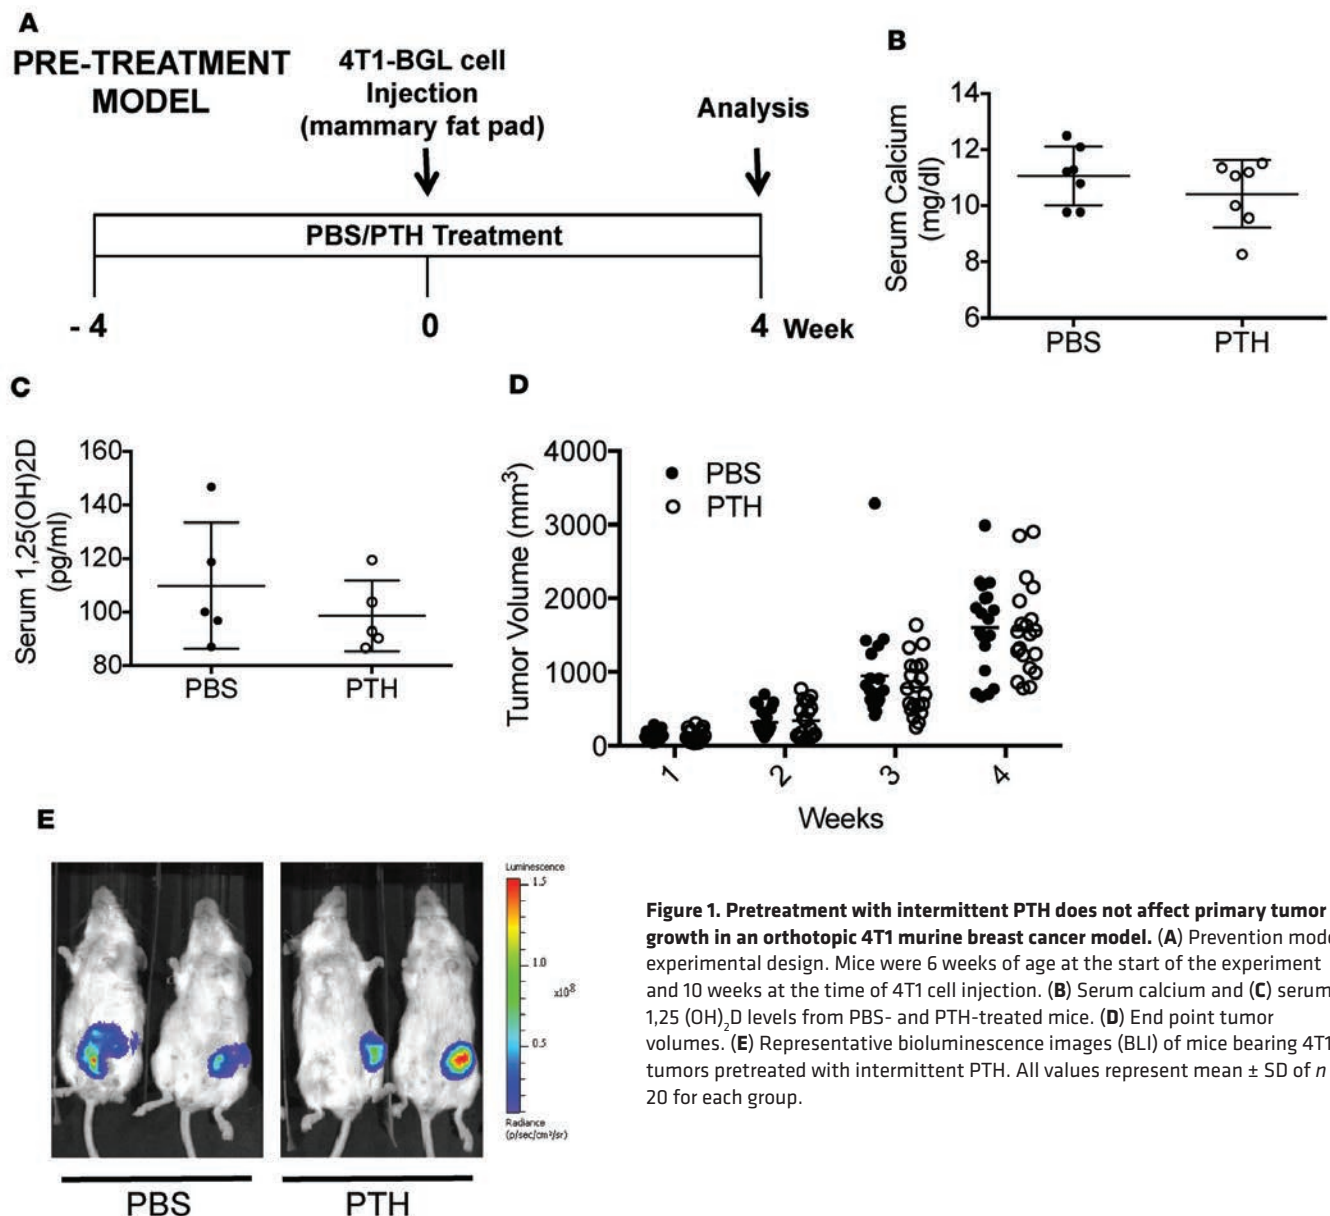 A
PRE-TREATMENT
MODEL
4T1-BGL cell
Injection
(mammary fat pad)
Analysis
PBS/PTH Treatment
- 4
0
4
Week
B
Serum Calcium
(mg/dl)
14
12
10
8
6
PBS
PTH
C
Serum 1,25(OH)2D
(pg/ml)
160
140
120
100
80
PBS
PTH
D
Tumor Volume (mm³)
4000
3000
2000
1000
0
PBS
PTH
1
2
3
4
Weeks
E
Luminescence
1.5
1.0
x10⁸
0.5
Radiance
(p/sec/cm²/sr)
PBS
PTH
Figure 1. Pretreatment with intermittent PTH does not affect primary tumor
growth in an orthotopic 4T1 murine breast cancer model. (A) Prevention mode
experimental design. Mice were 6 weeks of age at the start of the experiment
and 10 weeks at the time of 4T1 cell injection. (B) Serum calcium and (C) serum
1,25 (OH)₂D levels from PBS- and PTH-treated mice. (D) End point tumor
volumes. (E) Representative bioluminescence images (BLI) of mice bearing 4T1
tumors pretreated with intermittent PTH. All values represent mean ± SD of n
20 for each group.